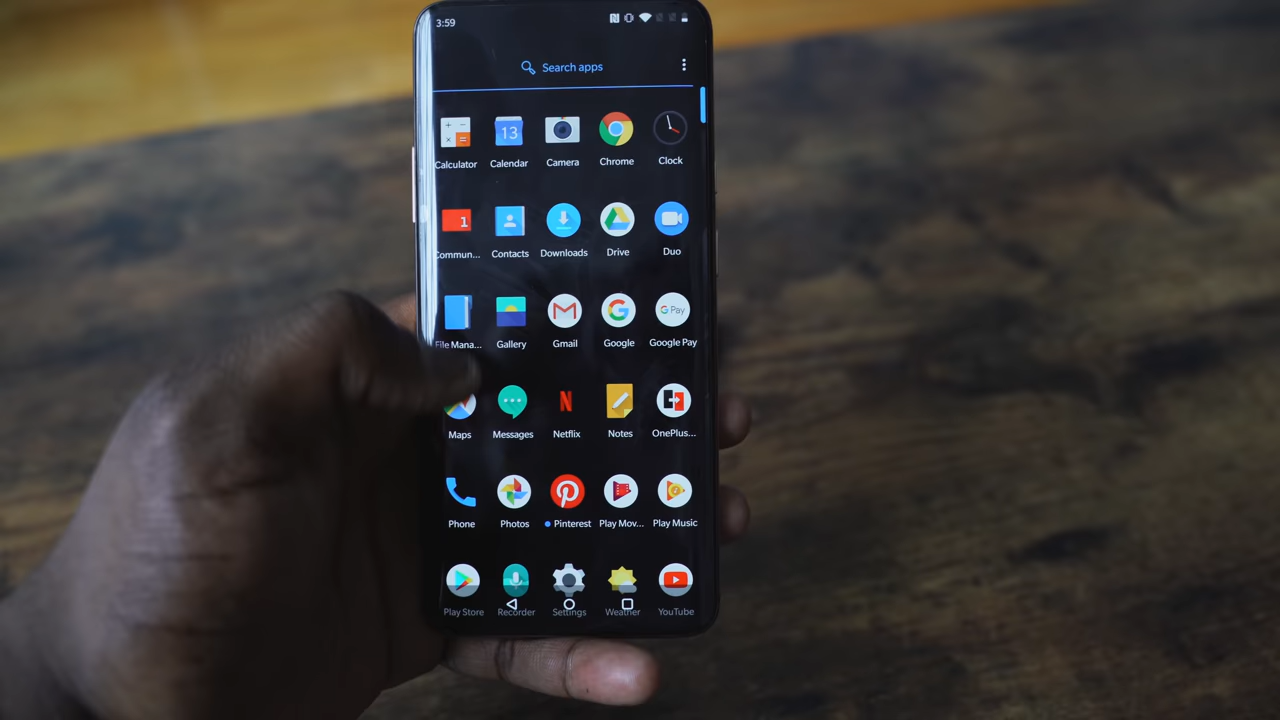 3:59
Search apps
13
Calculator Calendar Camera Chrome Clock
1
Commun... Contacts Downloads Drive Duo
G Pay
File Mana... Gallery Gmail Google Google Pay
Maps Messages Netflix Notes OnePlus...
Phone Photos Pinterest Play Mov... Play Music
Play Store Recorder Settings Weather YouTube